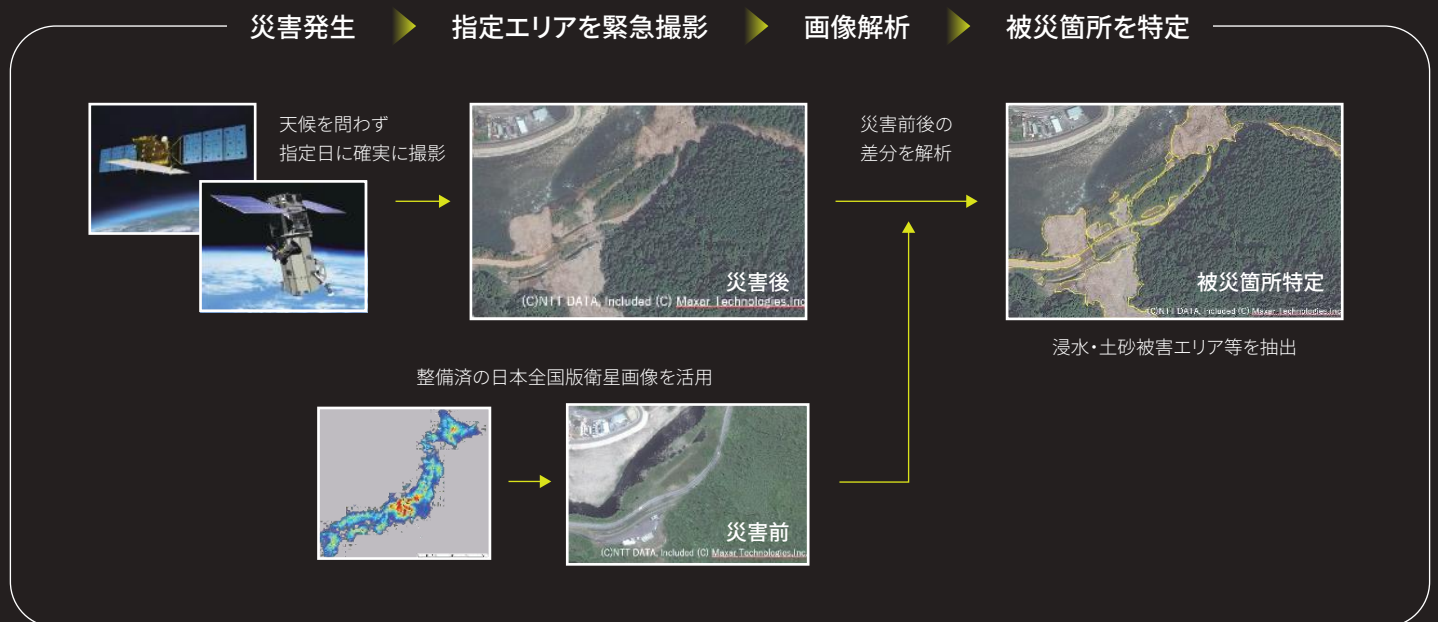 災害発生
指定エリアを緊急撮影
画像解析
被災箇所を特定
天候を問わず
指定日に確実に撮影
災害後
(C)NTT DATA, Included (C) Maxar Technologies,Inc
災害前後の
差分を解析
被災箇所特定
(C)NTT DATA, Included (C) Maxar Technologies,Inc
浸水・土砂被害エリア等を抽出
整備済の日本全国版衛星画像を活用
災害前
(C)NTT DATA, Included (C) Maxar Technologies,Inc